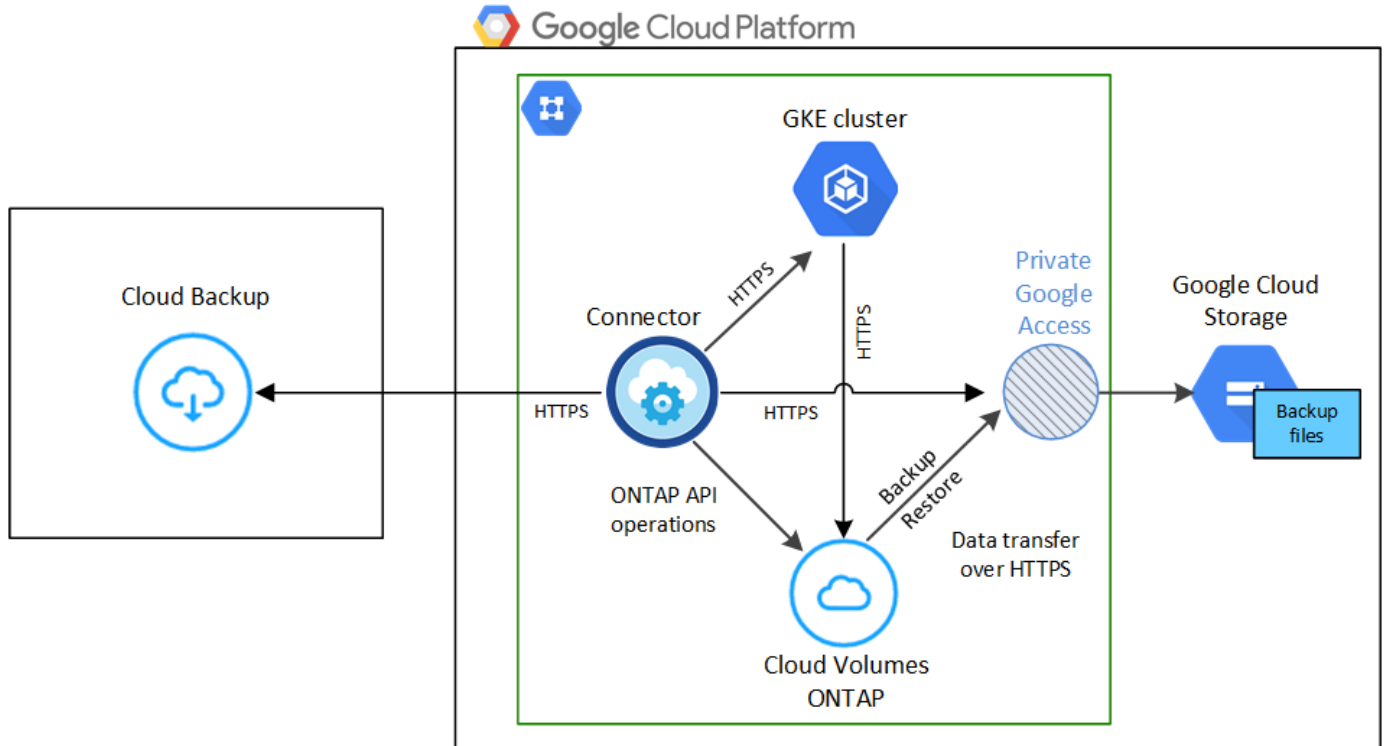 Google Cloud Platform
GKE cluster
Cloud Backup
Connector
HTTPS
HTTPS
Private
Google
Access
Google Cloud
Storage
HTTPS
HTTPS
Backup
files
ONTAP API
operations
Backup
Restore
Data transfer
over HTTPS
Cloud Volumes
ONTAP